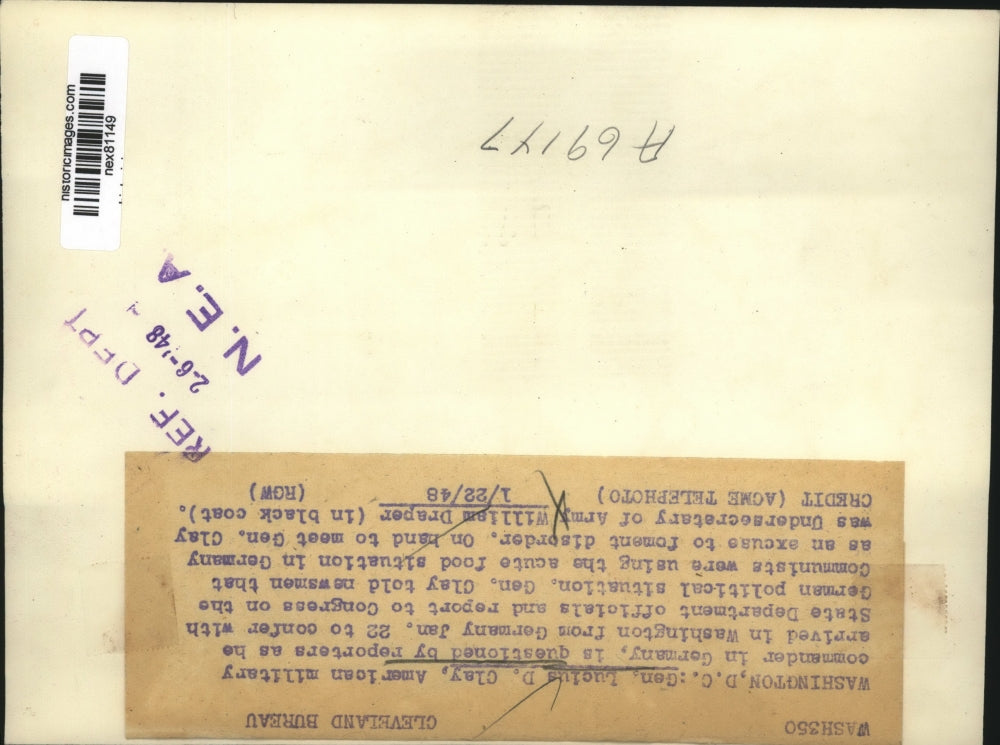 historicimages.com
nex81149
A 69147
REF. DEPT
2-6-'48
N. E. A
WASH350 CLEVELAND BUREAU
WASHINGTON,D.C.:Gen. Lucius D. Clay, American military
commander in Germany, is questioned by reporters as he
arrived in Washington from Germany Jan. 22 to confer with
State Department officials and report to Congress on the
German political situation. Gen. Clay told newsmen that
Communists were using the acute food situation in Germany
as an excuse to foment disorder. On hand to meet Gen. Clay
was Undersecretary of Army William Draper (in black coat).
CREDIT (ACME TELEPHOTO) 1/22/48 (RGW)